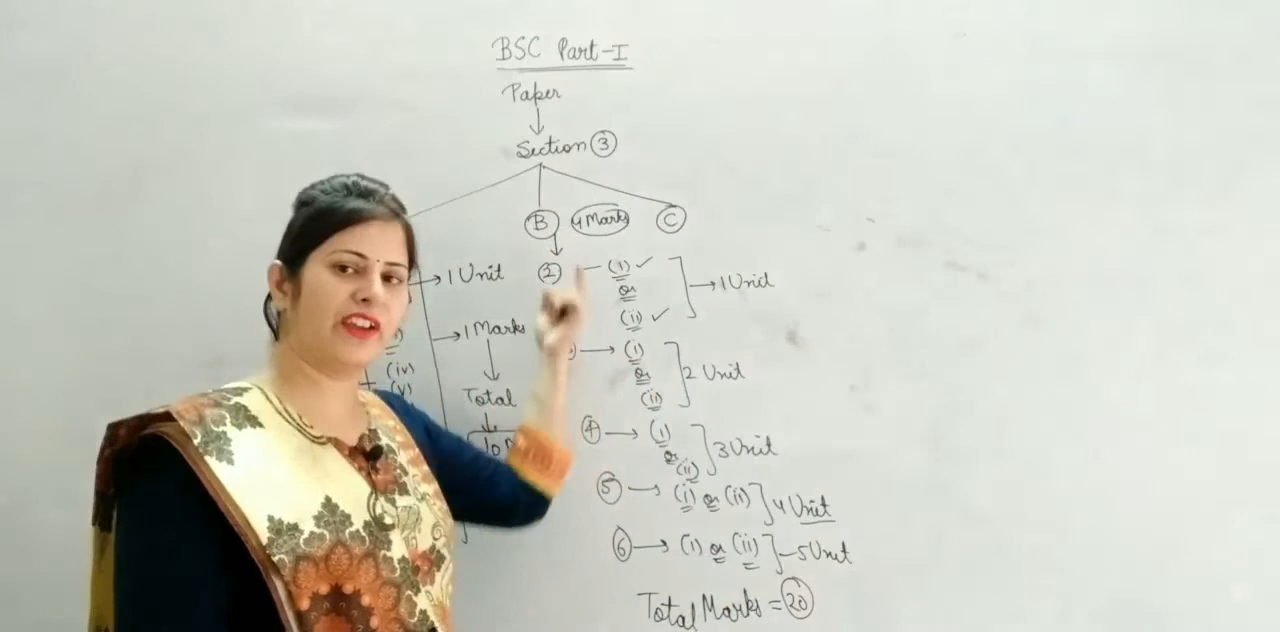 BSC Part-I
Paper
Section 3
B 4 Marks C
1 Unit
2 (i) ✓
or
(ii) ✓
1 Unit
1 Marks
Total
10
(iv)
(v)
(i)
or
(ii)
2 Unit
4 → (i)
or
(ii)
3 Unit
5 → (i) or (ii) 4 Unit
6 → (i) or (ii) 5 Unit
Total Marks = 20